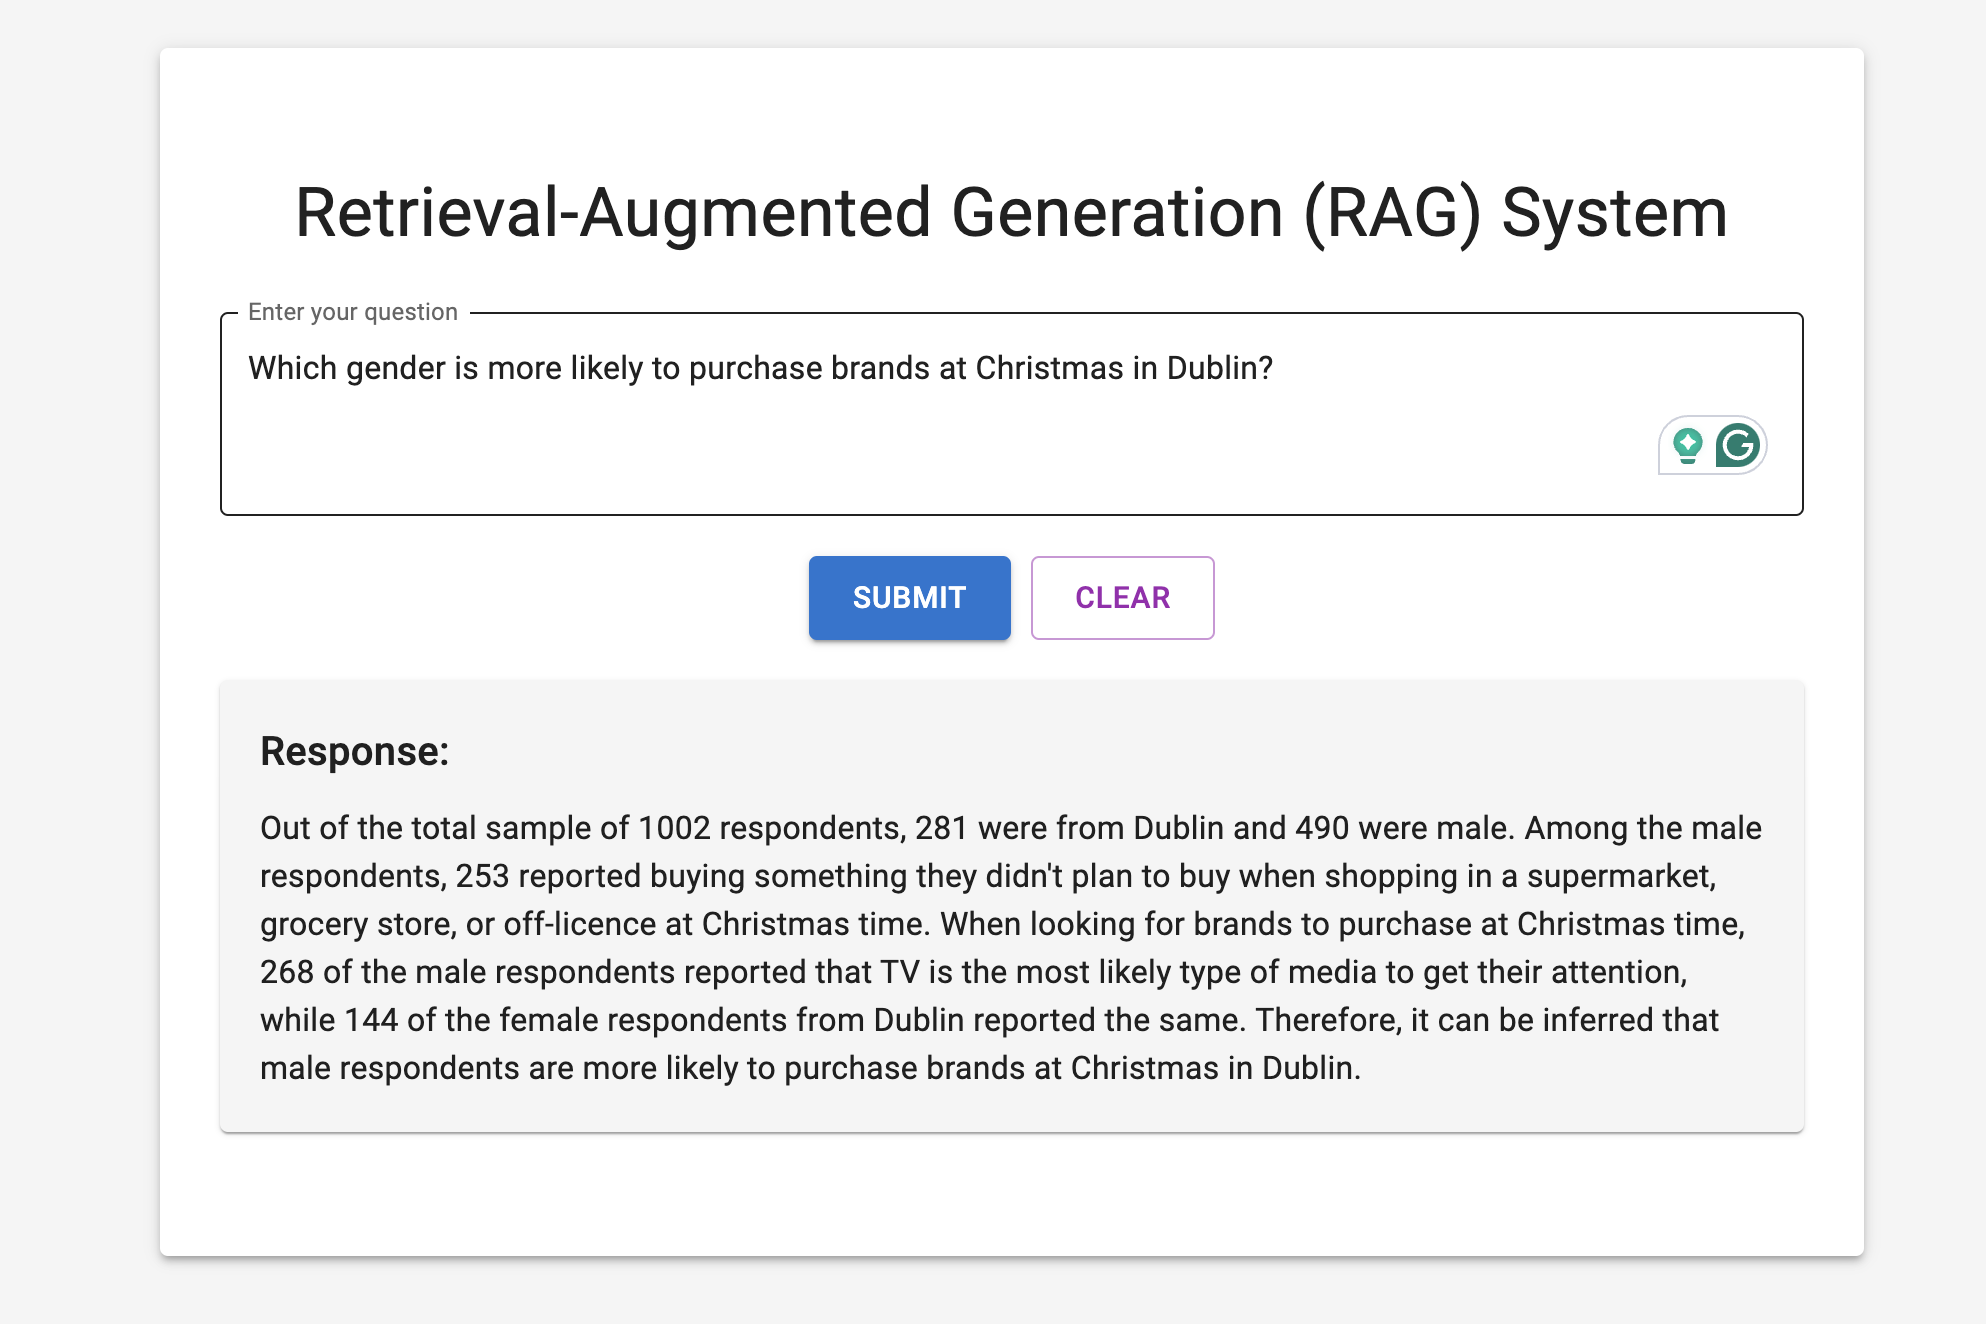 Retrieval-Augmented Generation (RAG) System
Enter your question
Which gender is more likely to purchase brands at Christmas in Dublin?
SUBMIT
CLEAR
Response:
Out of the total sample of 1002 respondents, 281 were from Dublin and 490 were male. Among the male
respondents, 253 reported buying something they didn't plan to buy when shopping in a supermarket,
grocery store, or off-licence at Christmas time. When looking for brands to purchase at Christmas time,
268 of the male respondents reported that TV is the most likely type of media to get their attention,
while 144 of the female respondents from Dublin reported the same. Therefore, it can be inferred that
male respondents are more likely to purchase brands at Christmas in Dublin.